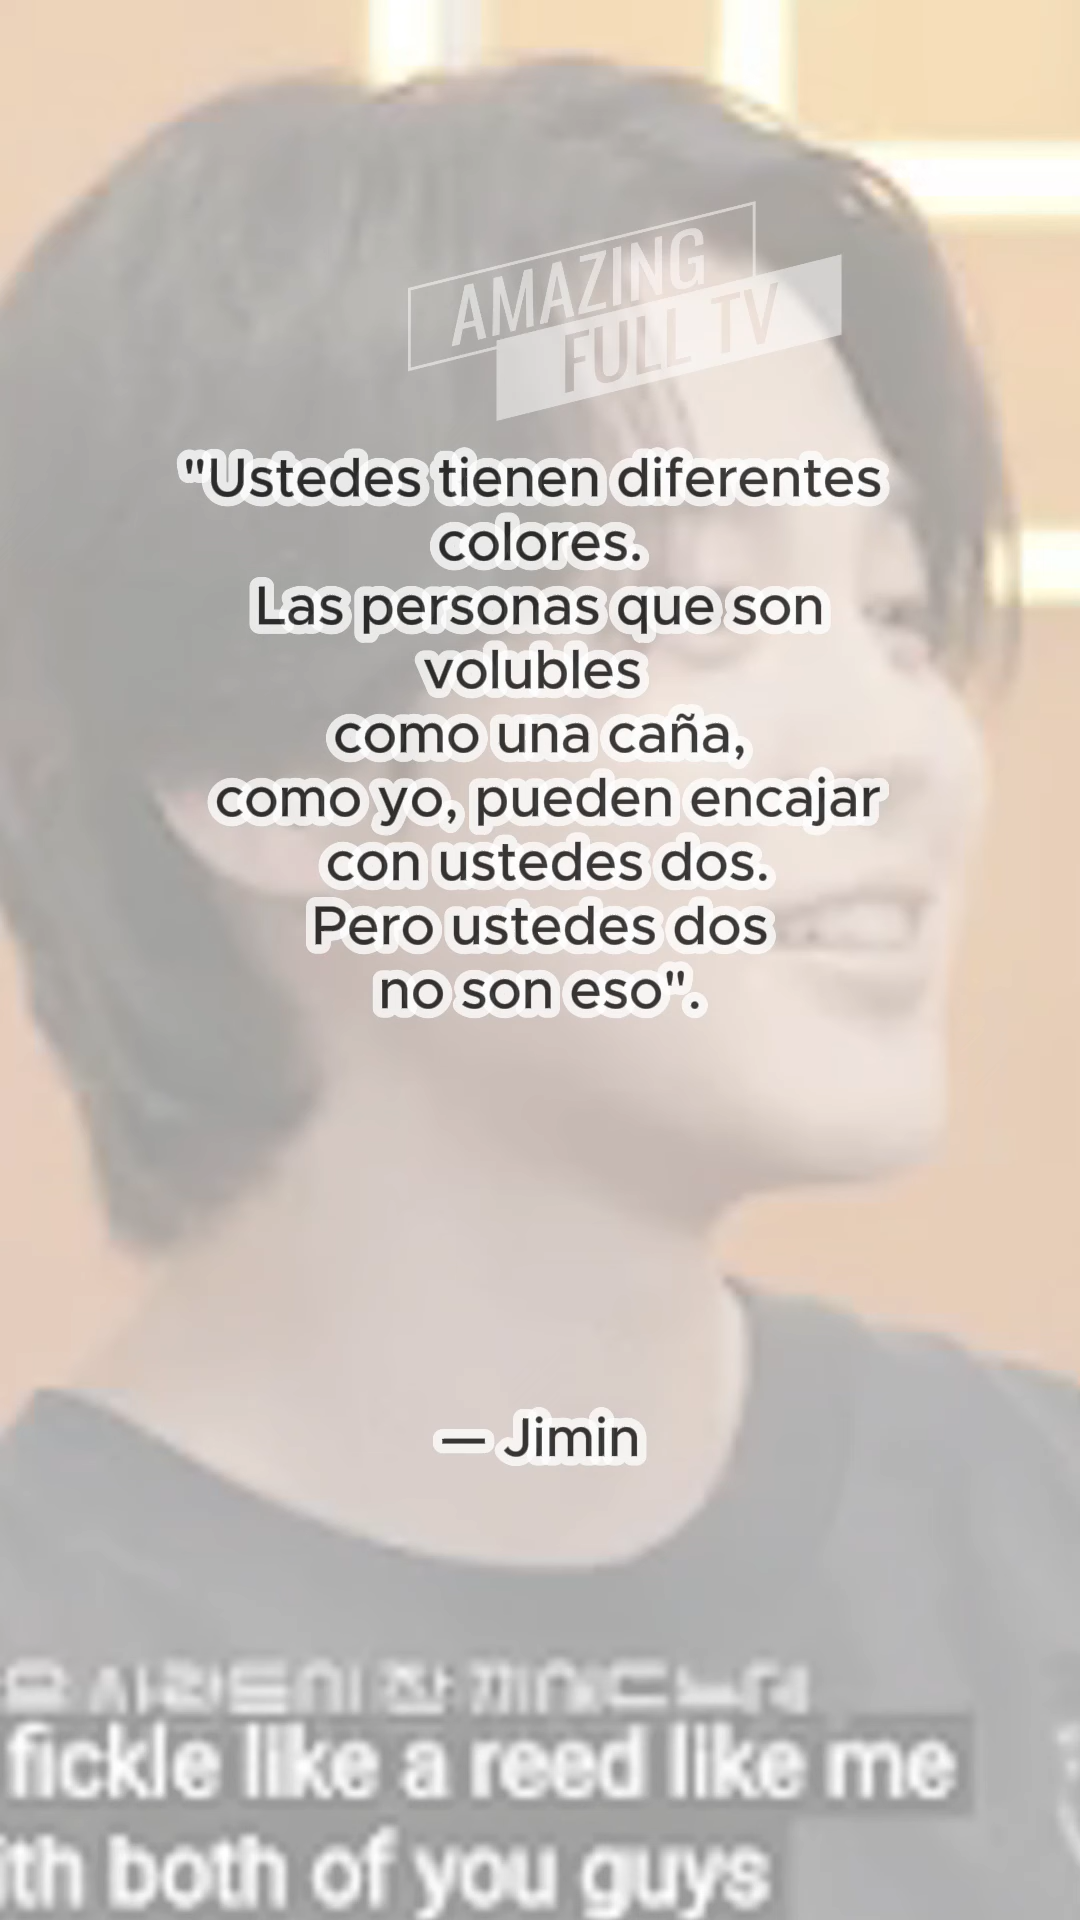 AMAZING
FULL TV
"Ustedes tienen diferentes
colores.
Las personas que son
volubles
como una caña,
como yo, pueden encajar
con ustedes dos.
Pero ustedes dos
no son eso".
— Jimin
fickle like a reed like me
ith both of you guys